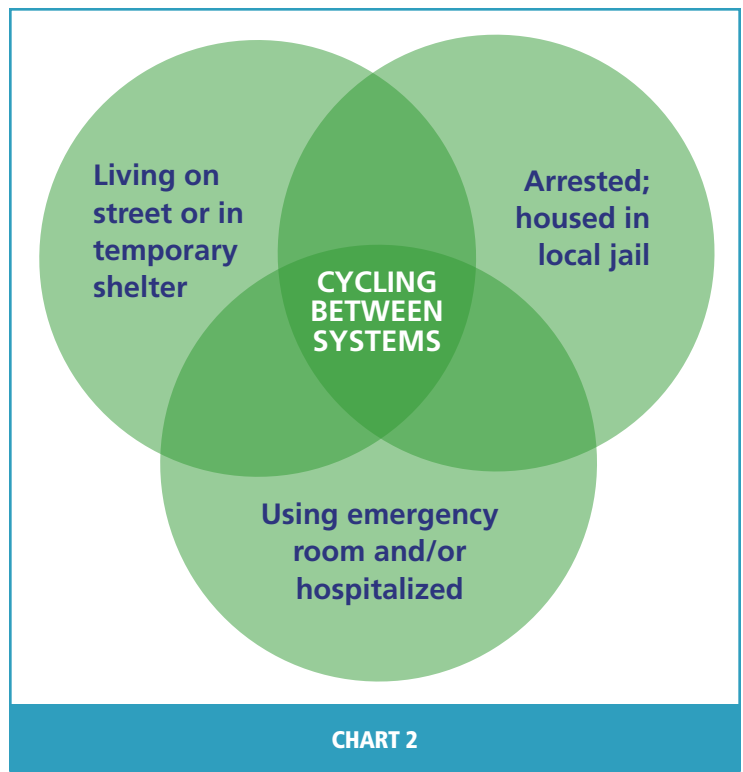 Living on
street or in
temporary
shelter
Arrested;
housed in
local jail
CYCLING
BETWEEN
SYSTEMS
Using emergency
room and/or
hospitalized
CHART 2